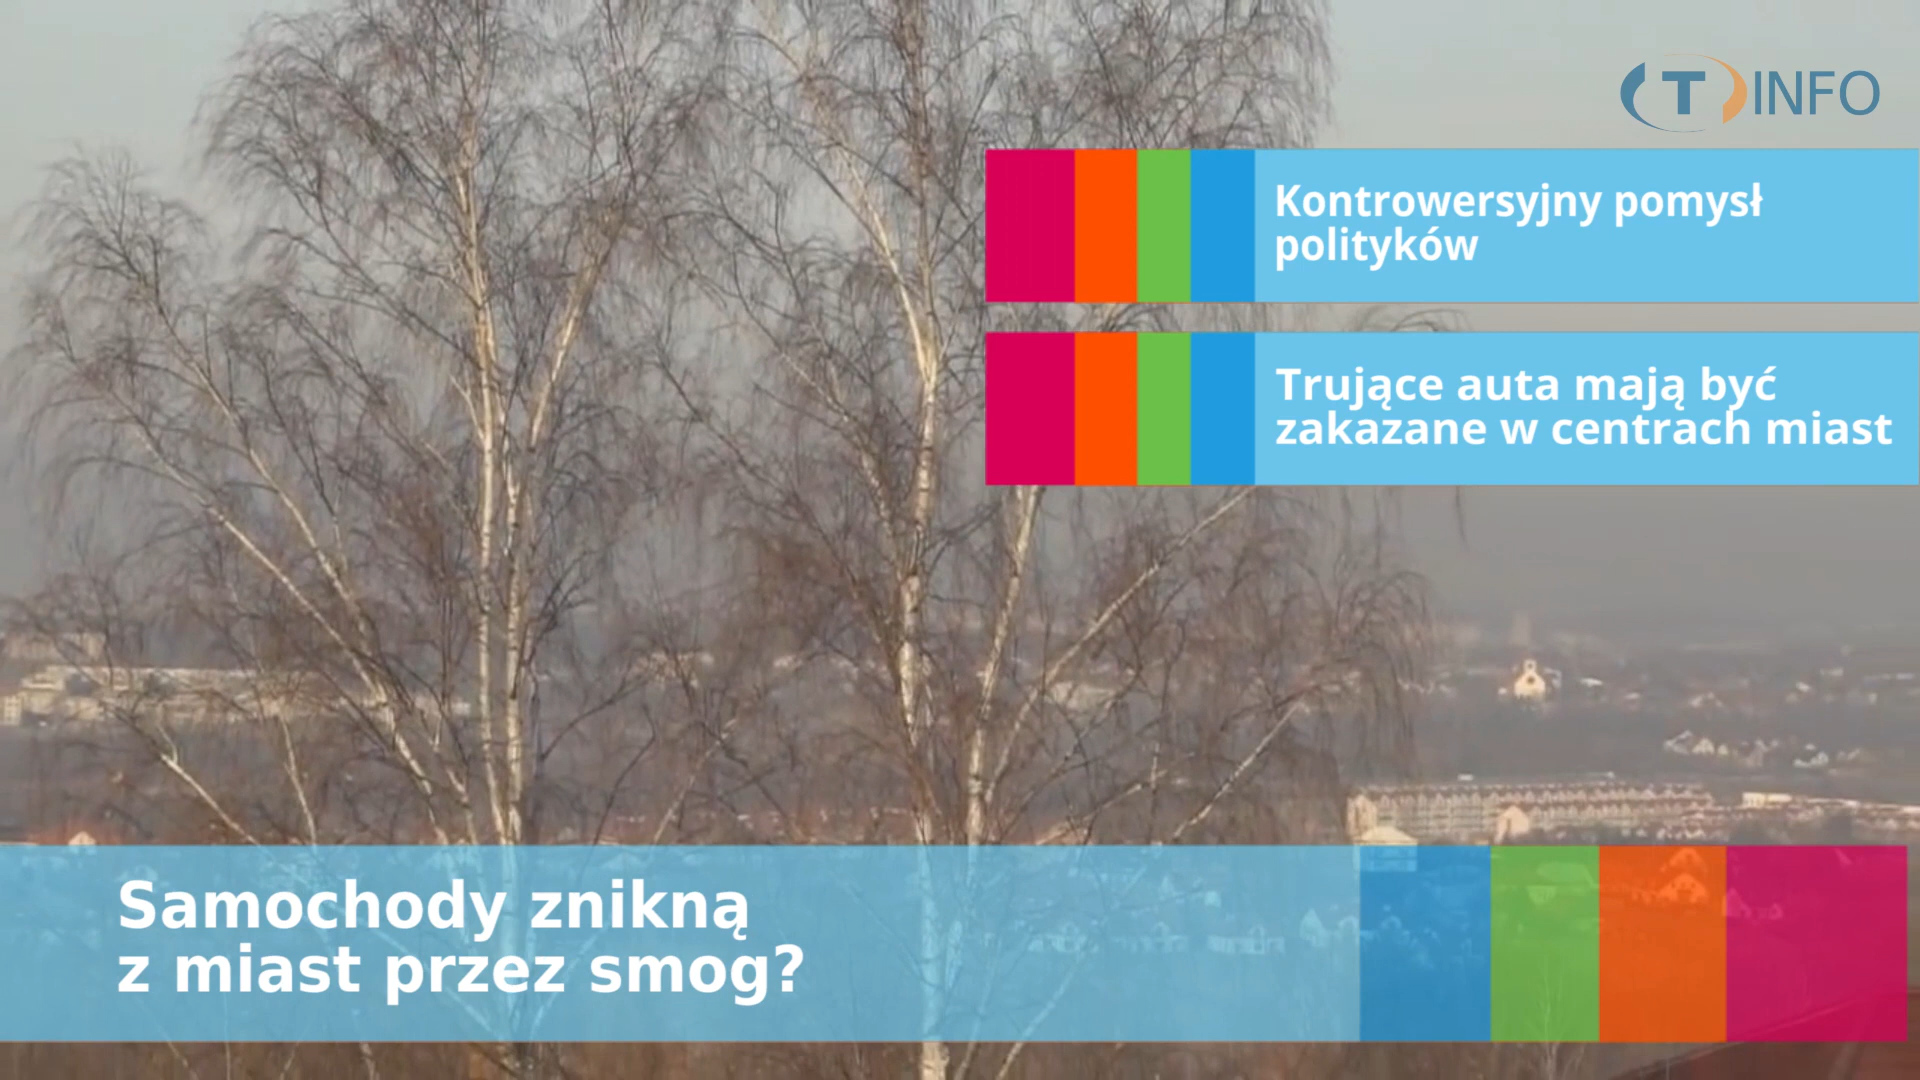 T INFO
Kontrowersyjny pomysł
polityków
Trujące auta mają być
zakazane w centrach miast
Samochody znikną
z miast przez smog?